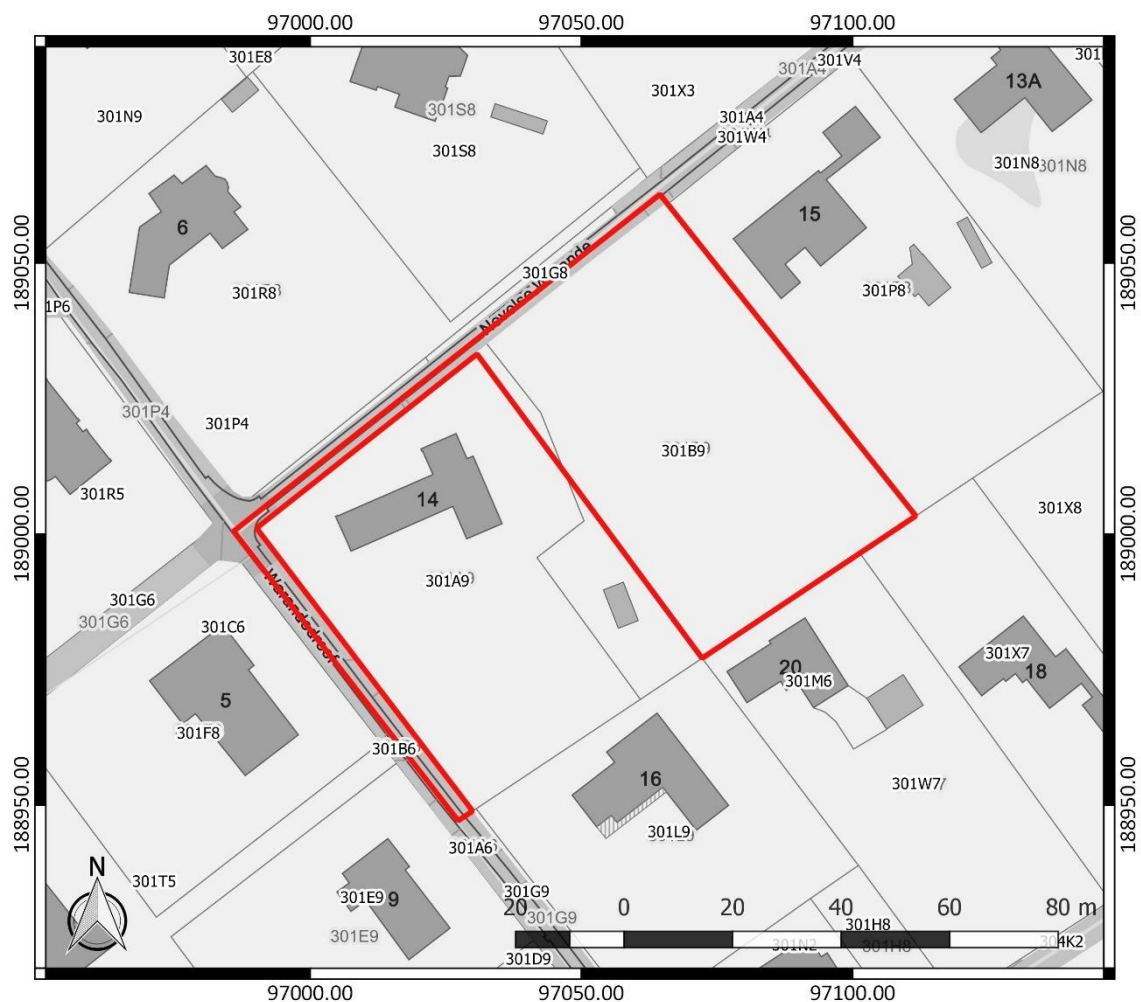 97000.00 97050.00 97100.00
301E8
301V4
301A4
301
301N9
301X3
13A
301S8
301S8
301A4
301W4
301N8
301N8
189050.00
189050.00
6
15
301G8
301R8
301P8
1P6
301P4
301P4
301B9
14
301R5
301X8
189000.00
189000.00
301A9
301G6
301G6
301C6
Warandedreef
20
301X7
18
301M6
5
301F8
301B6
16
301W7
301L9
188950.00
188950.00
301A6
N
301T5
301E9
9
301G9
301G9
301E9
20 0 20 40 60 80 m
301H8
301N2
301H8
304K2
301D9
97000.00 97050.00 97100.00